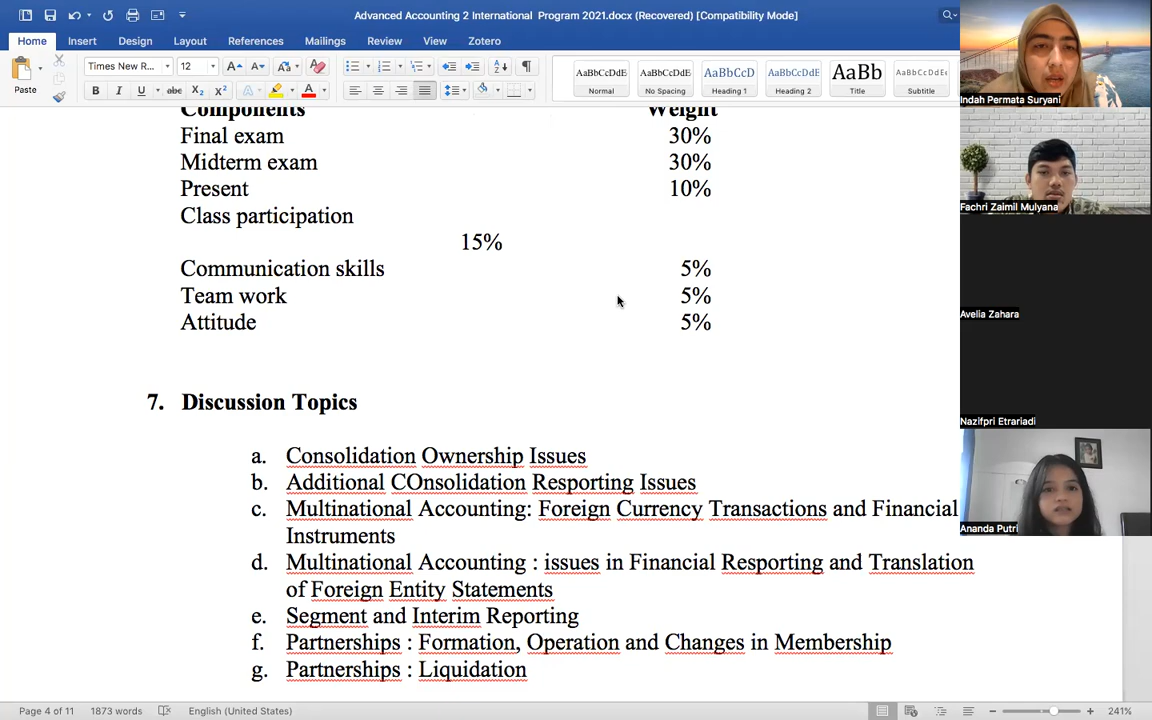 Advanced Accounting 2 International Program 2021.docx (Recovered) [Compatibility Mode]
Home Insert Design Layout References Mailings Review View Zotero
Paste
Times New R... 12
AaBbCcDdE AaBbCcDdE AaBbCcD AaBbCcDdE AaBb
Normal No Spacing Heading 1 Heading 2 Title Subtitle
Components Weight
Final exam 30%
Midterm exam 30%
Present 10%
Class participation
15%
Communication skills 5%
Team work 5%
Attitude 5%
7. Discussion Topics
a. Consolidation Ownership Issues
b. Additional COnsolidation Resporting Issues
c. Multinational Accounting: Foreign Currency Transactions and Financial
Instruments
d. Multinational Accounting : issues in Financial Resporting and Translation
of Foreign Entity Statements
e. Segment and Interim Reporting
f. Partnerships : Formation, Operation and Changes in Membership
g. Partnerships : Liquidation
Page 4 of 11 1873 words English (United States) 241%
Indah Permata Suryani
Fachri Zaimil Mulyana
Avelia Zahara
Nazifpri Etrariadi
Ananda Putri